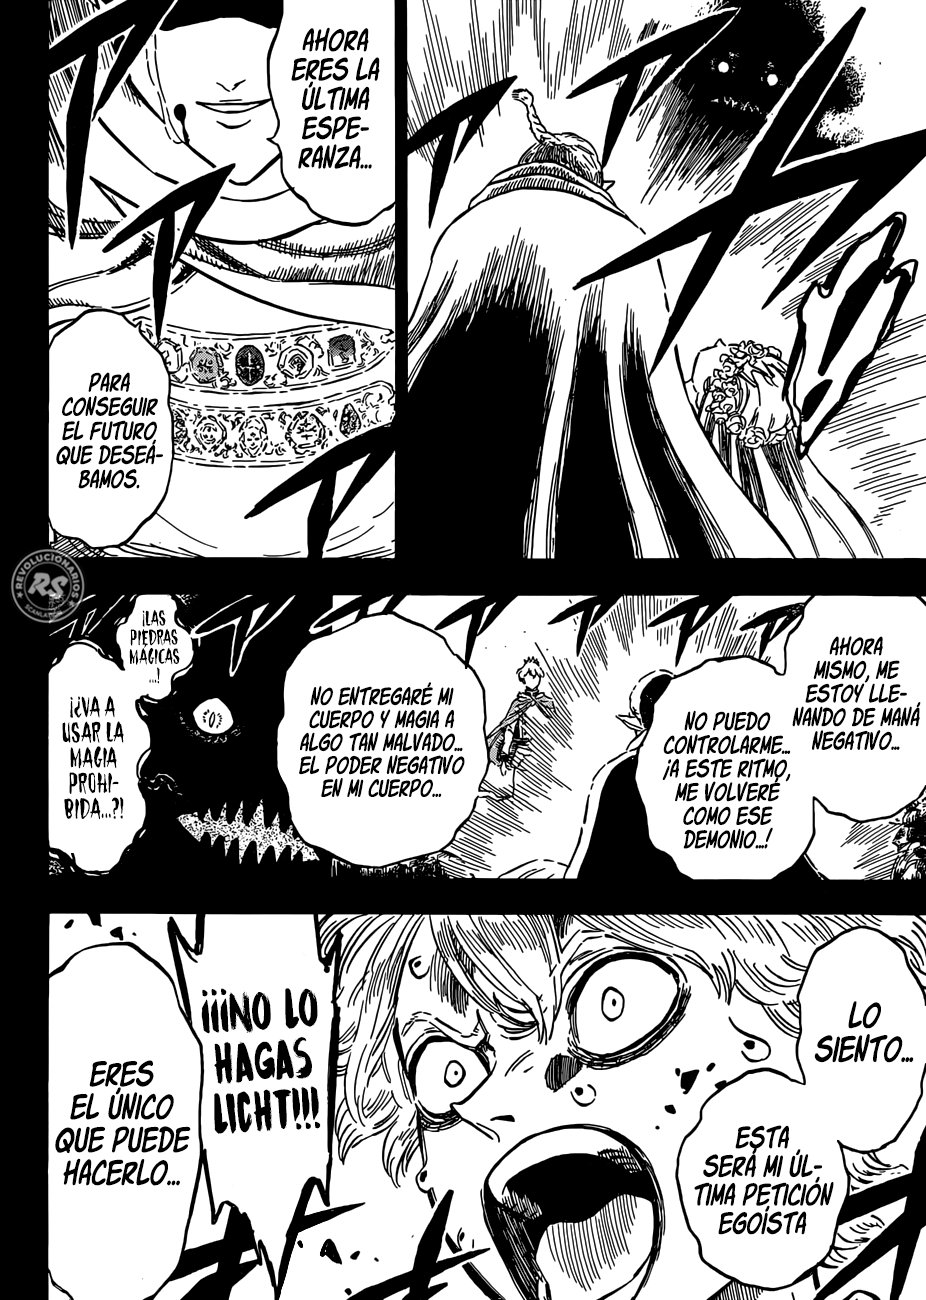 AHORA
ERES LA
ÚLTIMA
ESPE-
RANZA...
PARA
CONSEGUIR
EL FUTURO
QUE DESEÁ-
BAMOS.
REVOLUCIONARIOS
RS
AHORA
MISMO, ME
ESTOY LLE-
NANDO DE MANÁ
NEGATIVO...
NO PUEDO
CONTROLARME...
¡A ESTE RITMO,
ME VOLVERÉ
COMO ESE
DEMONIO...!
NO ENTREGARÉ MI
CUERPO Y MAGIA A
ALGO TAN MALVADO...
EL PODER NEGATIVO
EN MI CUERPO...
¡LAS
PIEDRAS
MÁGICAS
...!
¡¿VA A
USAR LA
MAGIA
PROHI-
BIDA...?!
LO
SIENTO...
ESTA
SERÁ MI ÚL-
TIMA PETICIÓN
EGOÍSTA
¡¡¡NO LO
HAGAS
LICHT!!!
ERES
EL ÚNICO
QUE PUEDE
HACERLO...